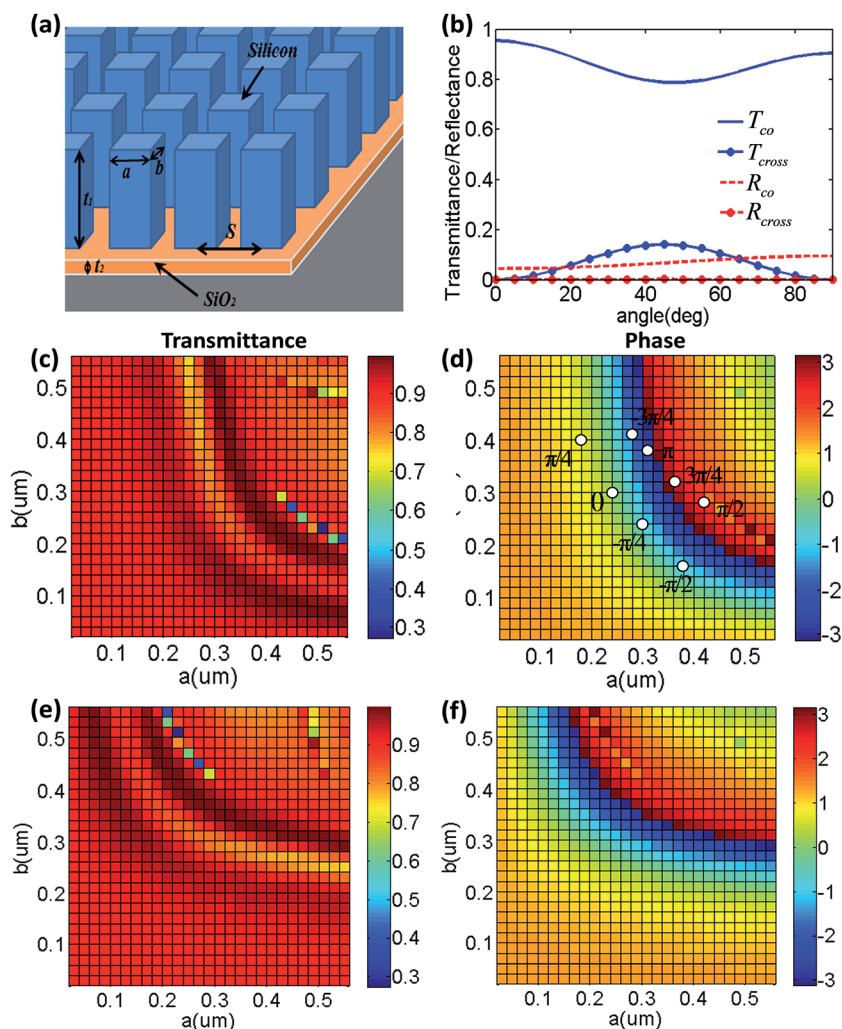 (a)
Silicon
a
b
t1
S
t2
SiO2
(b)
Transmittance/Reflectance
1
0.8
0.6
0.4
0.2
0
Tco
Tcross
Rco
Rcross
0
20
40
60
80
angle(deg)
Transmittance
(c)
b(um)
0.5
0.4
0.3
0.2
0.1
0.1
0.2
0.3
0.4
0.5
a(um)
0.9
0.8
0.7
0.6
0.5
0.4
0.3
Phase
(d)
0.5
0.4
0.3
0.2
0.1
-3π/4
π/4
π
3π/4
0
π/2
-π/4
-π/2
0.1
0.2
0.3
0.4
0.5
a(um)
3
2
1
0
-1
-2
-3
(e)
b(um)
0.5
0.4
0.3
0.2
0.1
0.1
0.2
0.3
0.4
0.5
a(um)
0.9
0.8
0.7
0.6
0.5
0.4
0.3
(f)
b(um)
0.5
0.4
0.3
0.2
0.1
0.1
0.2
0.3
0.4
0.5
a(um)
3
2
1
0
-1
-2
-3